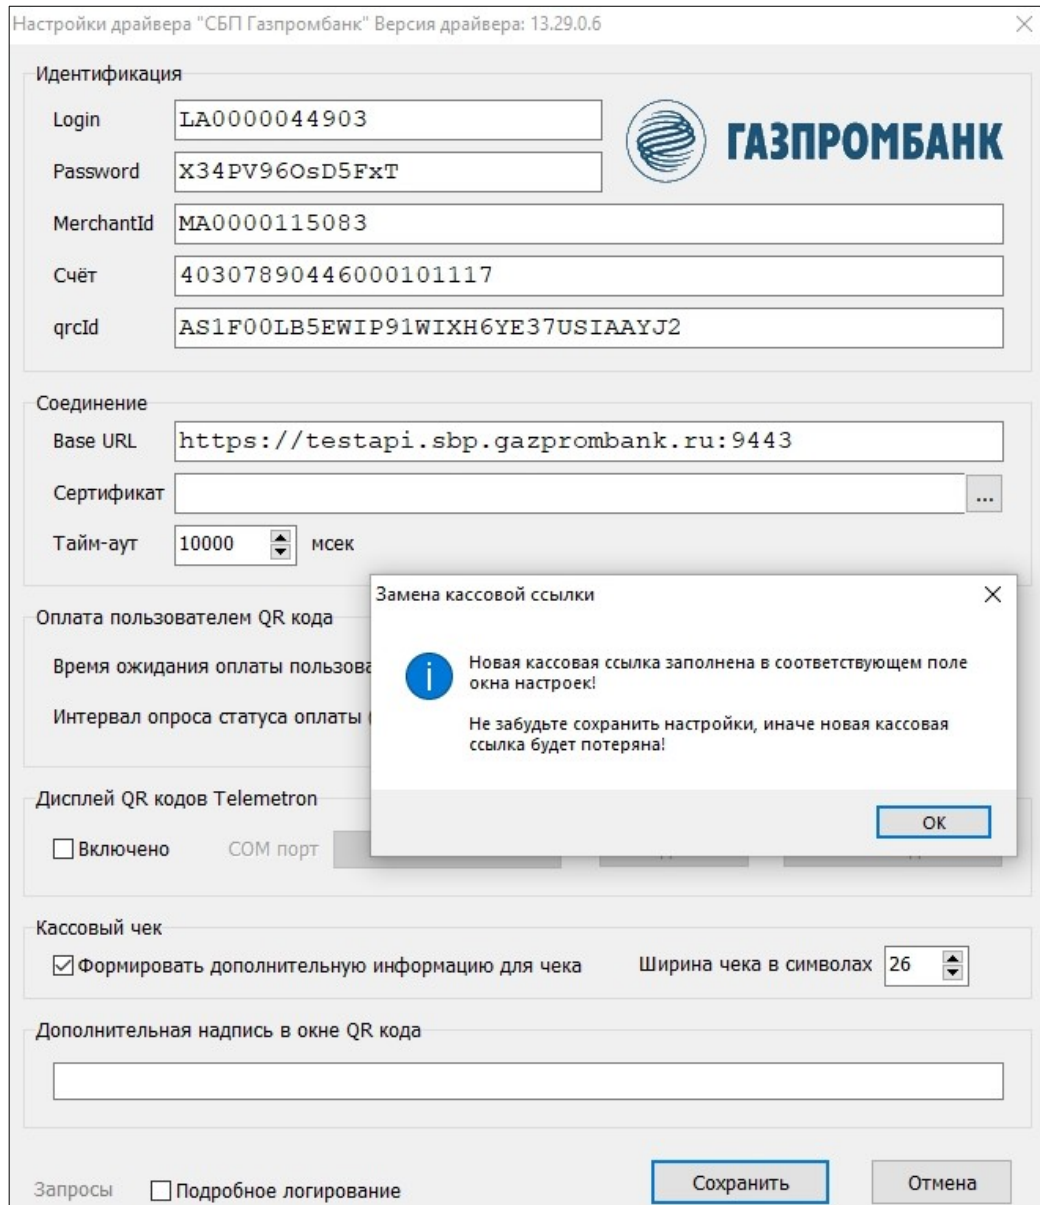 Настройки драйвера "СБП Газпромбанк" Версия драйвера: 13.29.0.6
Идентификация
Login LA0000044903
ГАЗПРОМБАНК
Password X34PV96OsD5FxT
MerchantId MA0000115083
Счёт 40307890446000101117
qrcId AS1F00LB5EWIP91WIXH6YE37USIAAYJ2
Соединение
Base URL https://testapi.sbp.gazprombank.ru:9443
Сертификат ...
Тайм-аут 10000 мсек
Замена кассовой ссылки
Новая кассовая ссылка заполнена в соответствующем поле
окна настроек!
Не забудьте сохранить настройки, иначе новая кассовая
ссылка будет потеряна!
OK
Оплата пользователем QR кода
Время ожидания оплаты
Интервал опроса статуса оплаты
Дисплей QR кодов Telemetron
Включено COM порт
Кассовый чек
Формировать дополнительную информацию для чека Ширина чека в символах 26
Дополнительная надпись в окне QR кода
Запросы Подробное логирование Сохранить Отмена